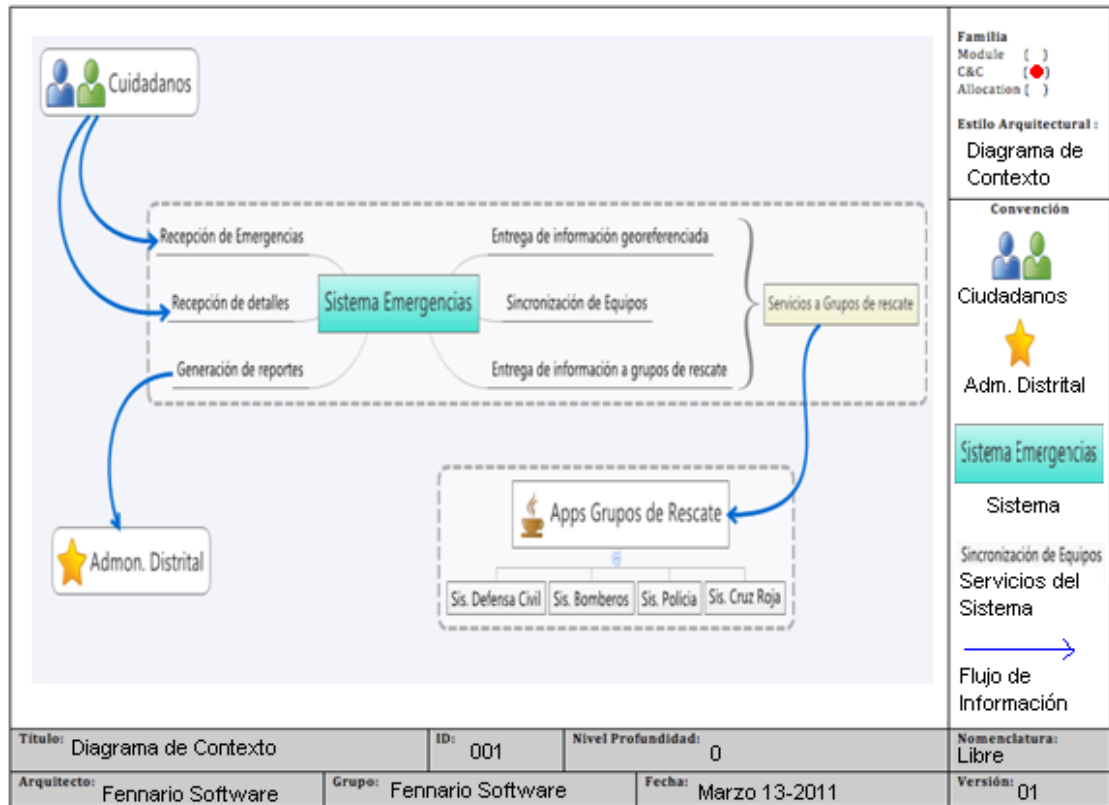 Cuidadanos
Recepción de Emergencias
Recepción de detalles
Generación de reportes
Sistema Emergencias
Entrega de información georeferenciada
Sincronización de Equipos
Entrega de información a grupos de rescate
Servicios a Grupos de rescate
Admon. Distrital
Apps Grupos de Rescate
Sis. Defensa Civil
Sis. Bomberos
Sis. Policia
Sis. Cruz Roja
Familia
Module ( )
C&C ( )
Allocation ( )
Estilo Arquitectural :
Diagrama de
Contexto
Convención
Ciudadanos
Adm. Distrital
Sistema Emergencias
Sistema
Sincronización de Equipos
Servicios del
Sistema
Flujo de
Información
Título: Diagrama de Contexto
ID: 001
Nivel Profundidad: 0
Nomenclatura:
Libre
Arquitecto: Fennario Software
Grupo: Fennario Software
Fecha: Marzo 13-2011
Versión: 01